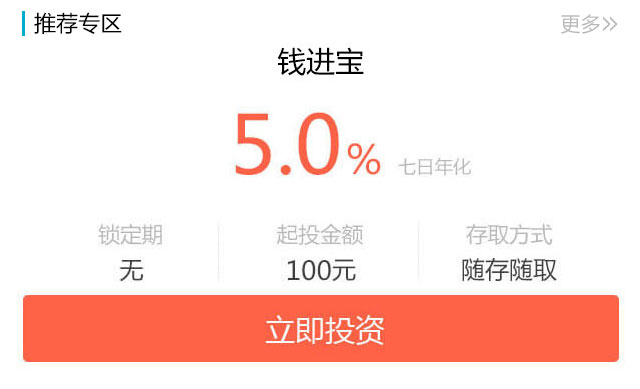 推荐专区 更多>>
钱进宝
5.0% 七日年化
锁定期 起投金额 存取方式
无 100元 随存随取
立即投资